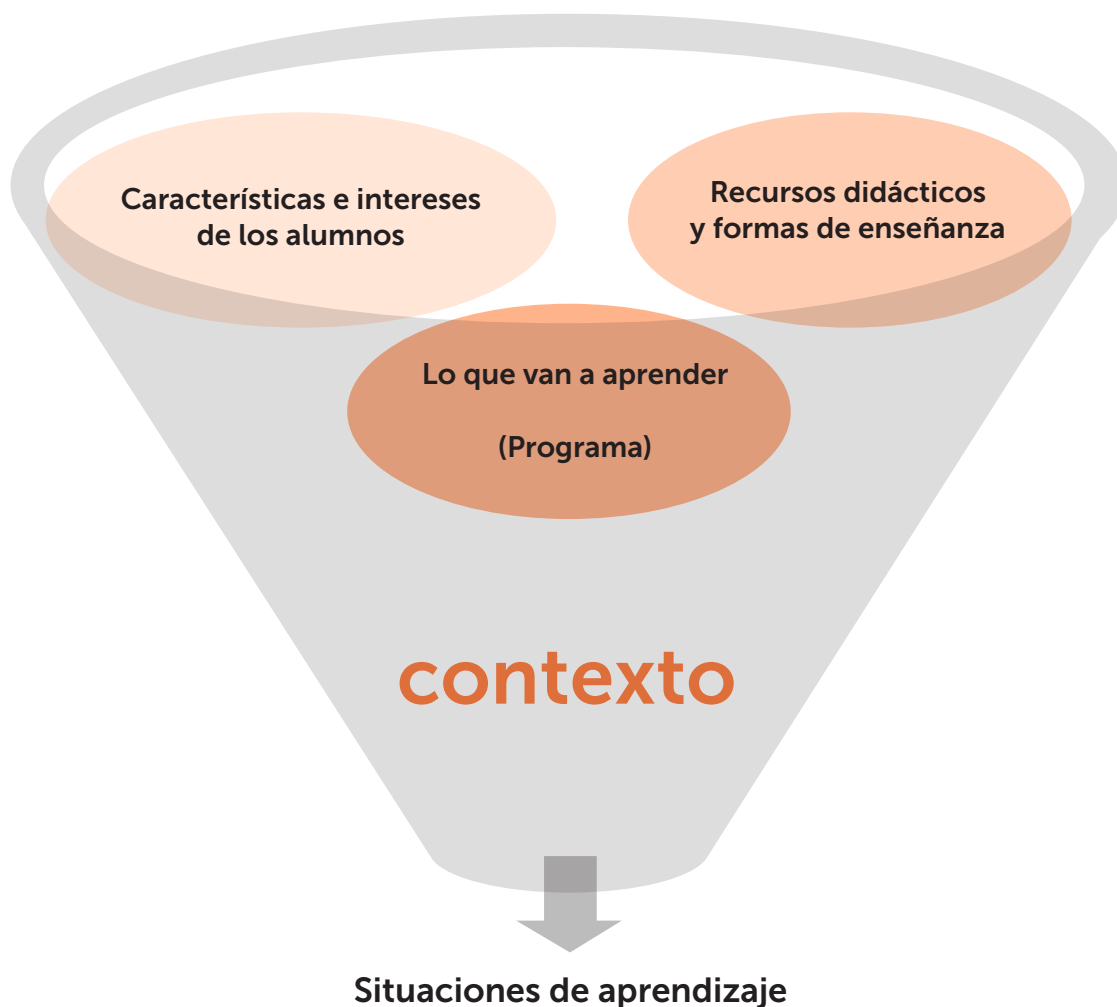 Características e intereses
de los alumnos
Recursos didácticos
y formas de enseñanza
Lo que van a aprender
(Programa)
contexto
Situaciones de aprendizaje